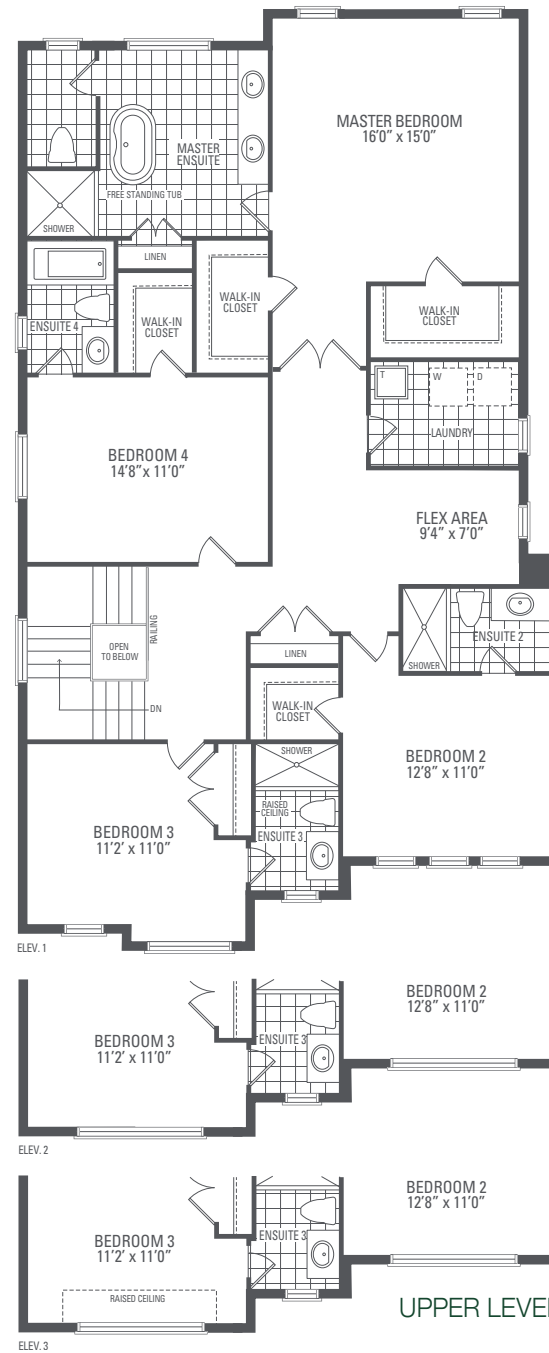 MASTER BEDROOM
16'0" x 15'0"
MASTER
ENSUITE
FREE STANDING TUB
SHOWER
LINEN
WALK-IN
CLOSET
WALK-IN
CLOSET
WALK-IN
CLOSET
ENSUITE 4
T
W
D
LAUNDRY
BEDROOM 4
14'8" x 11'0"
FLEX AREA
9'4" x 7'0"
RAILING
OPEN
TO BELOW
DN
ENSUITE 2
SHOWER
LINEN
WALK-IN
CLOSET
BEDROOM 2
12'8" x 11'0"
SHOWER
RAISED
CEILING
ENSUITE 3
BEDROOM 3
11'2' x 11'0"
ELEV. 1
BEDROOM 2
12'8" x 11'0"
ENSUITE 3
BEDROOM 3
11'2' x 11'0"
ELEV. 2
BEDROOM 2
12'8" x 11'0"
ENSUITE 3
BEDROOM 3
11'2' x 11'0"
RAISED CEILING
UPPER LEVEL
ELEV. 3